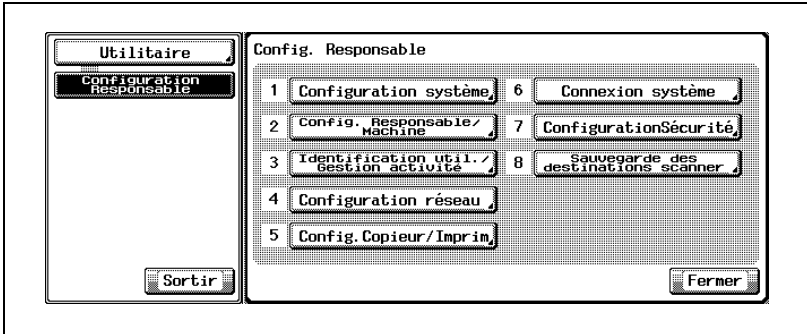 Utilitaire
Configuration
Responsable
Sortir
Config. Responsable
1 Configuration système
2 Config. Responsable/
Machine
3 Identification util./
Gestion activité
4 Configuration réseau
5 Config.Copieur/Imprim
6 Connexion système
7 ConfigurationSécurité
8 Sauvegarde des
destinations scanner
Fermer